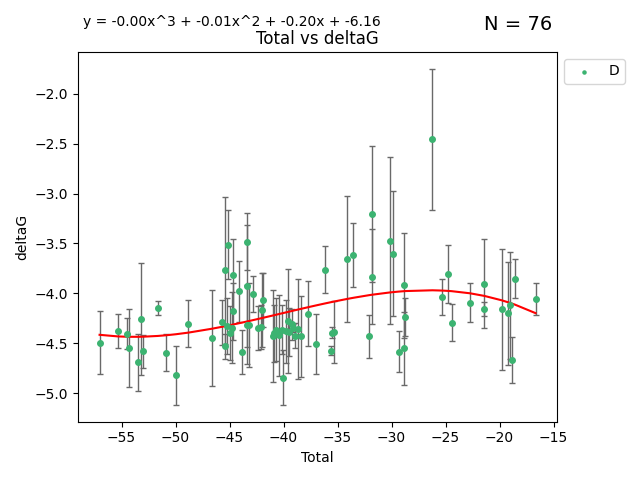 y = -0.00x^3 + -0.01x^2 + -0.20x + -6.16
N = 76
Total vs deltaG
D
−2.0
−2.5
−3.0
−3.5
−4.0
−4.5
−5.0
deltaG
−55
−50
−45
−40
−35
−30
−25
−20
−15
Total